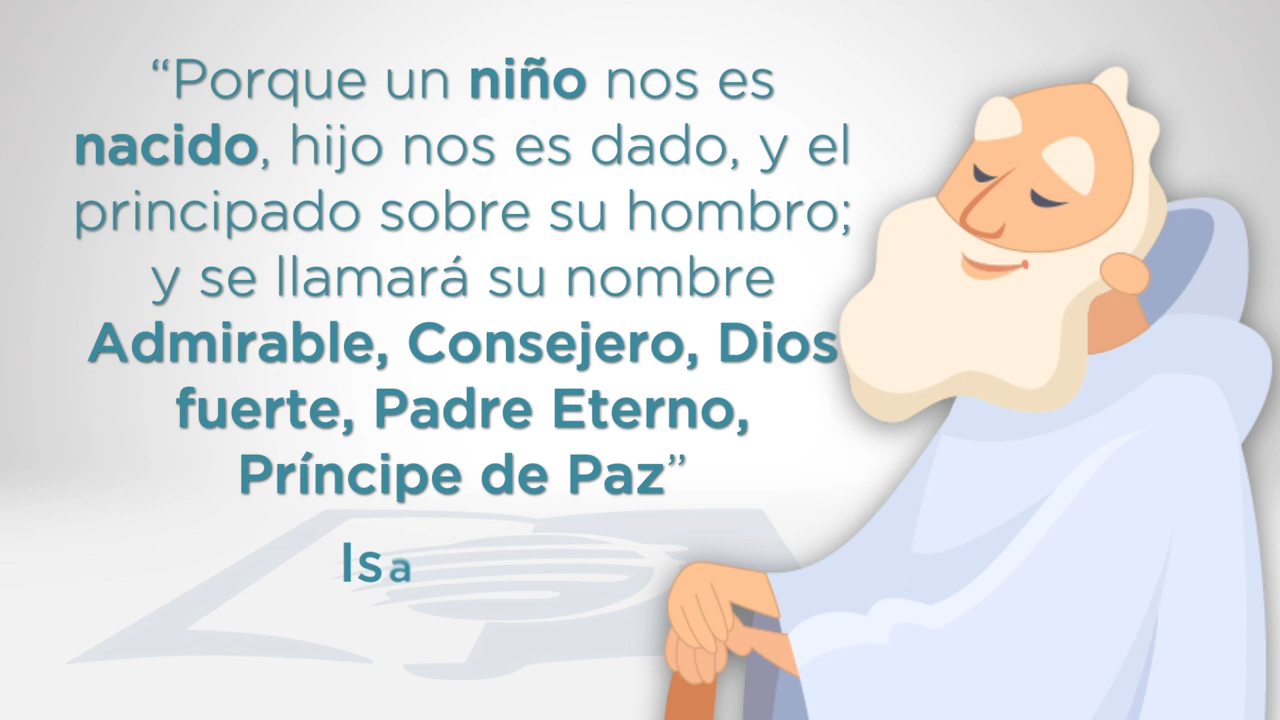 “Porque un niño nos es
nacido, hijo nos es dado, y el
principado sobre su hombro;
y se llamará su nombre
Admirable, Consejero, Dios
fuerte, Padre Eterno,
Príncipe de Paz”
Isa